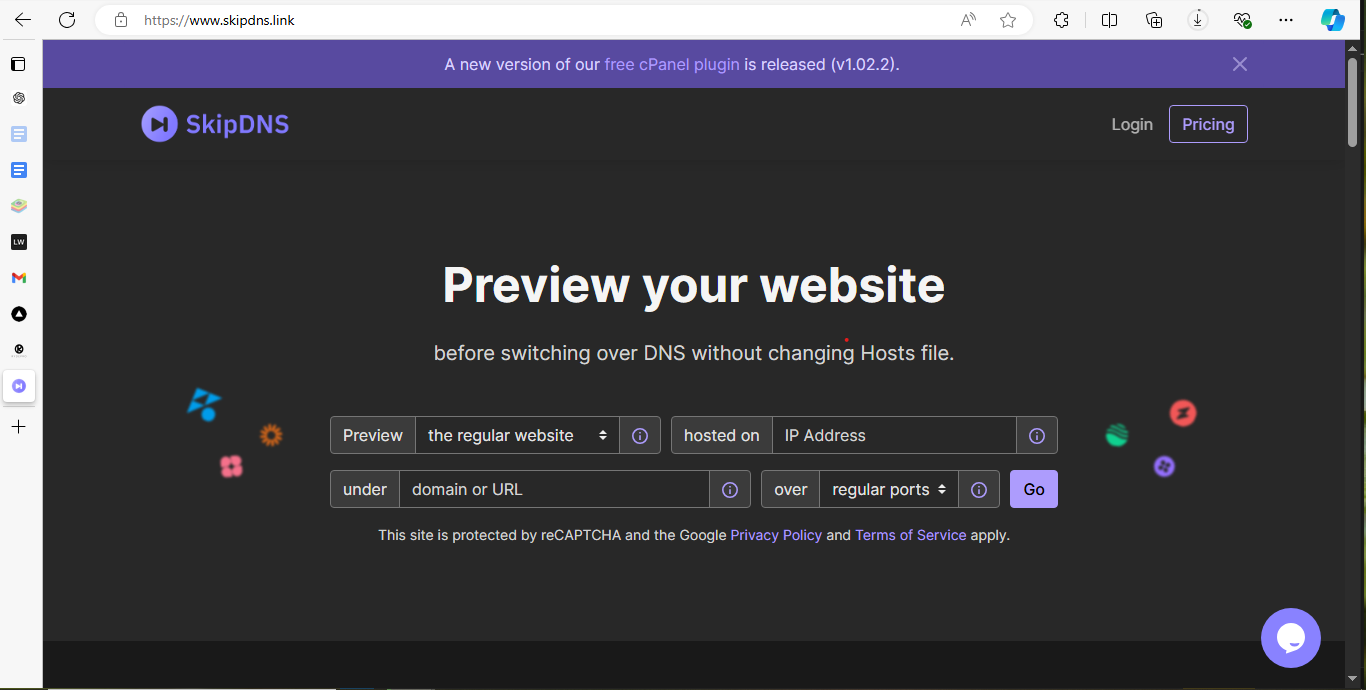 https://www.skipdns.link
A new version of our free cPanel plugin is released (v1.02.2).
SkipDNS
Login
Pricing
LW
Preview your website
before switching over DNS without changing Hosts file.
Preview the regular website hosted on IP Address
under domain or URL over regular ports Go
This site is protected by reCAPTCHA and the Google Privacy Policy and Terms of Service apply.